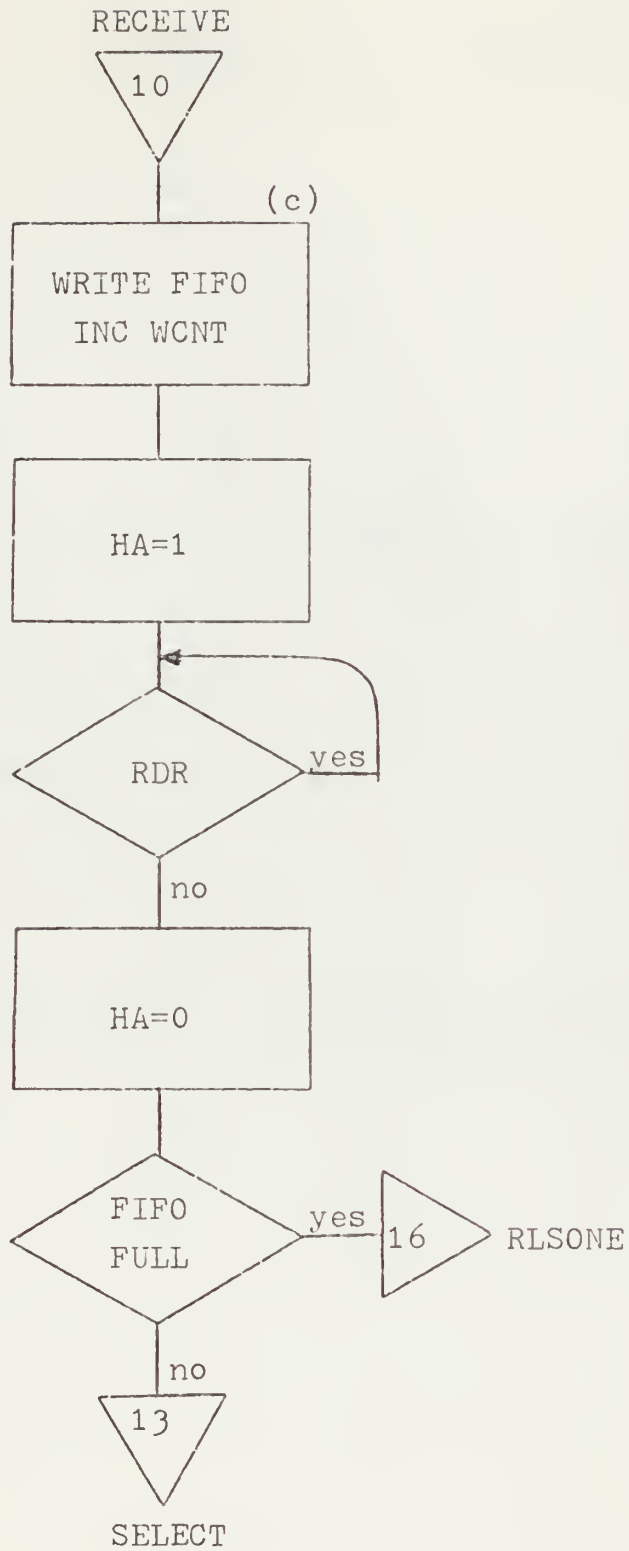 RECEIVE
10
(c)
WRITE FIFO
INC WCNT
HA=1
RDR
yes
no
HA=0
FIFO
FULL
yes
16
RLSONE
no
13
SELECT